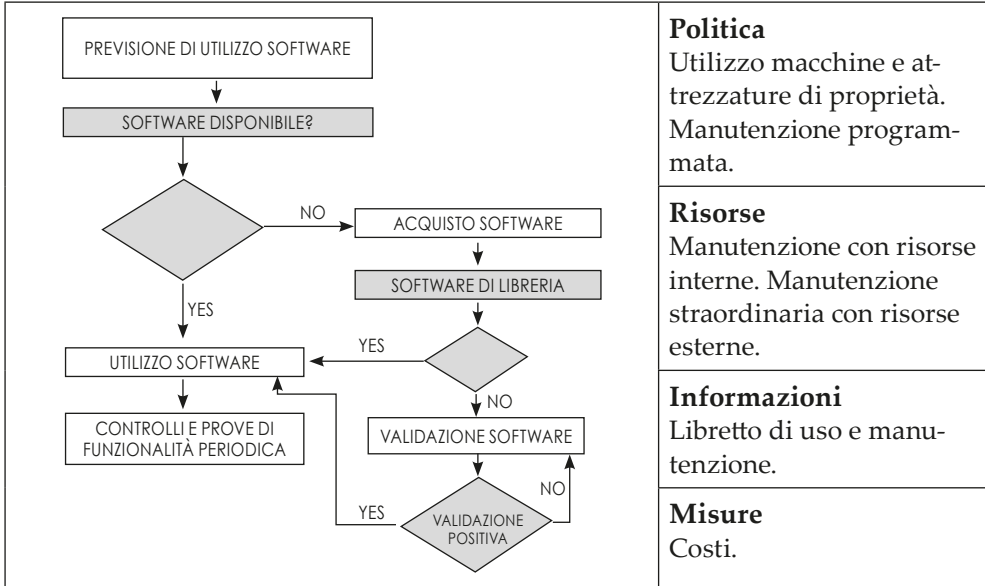 PREVISIONE DI UTILIZZO SOFTWARE
SOFTWARE DISPONIBILE?
NO
ACQUISTO SOFTWARE
SOFTWARE DI LIBRERIA
YES
YES
UTILIZZO SOFTWARE
NO
CONTROLLI E PROVE DI
FUNZIONALITÀ PERIODICA
VALIDAZIONE SOFTWARE
NO
YES
VALIDAZIONE
POSITIVA
Politica
Utilizzo macchine e at-
trezzature di proprietà.
Manutenzione program-
mata.
Risorse
Manutenzione con risorse
interne. Manutenzione
straordinaria con risorse
esterne.
Informazioni
Libretto di uso e manu-
tenzione.
Misure
Costi.